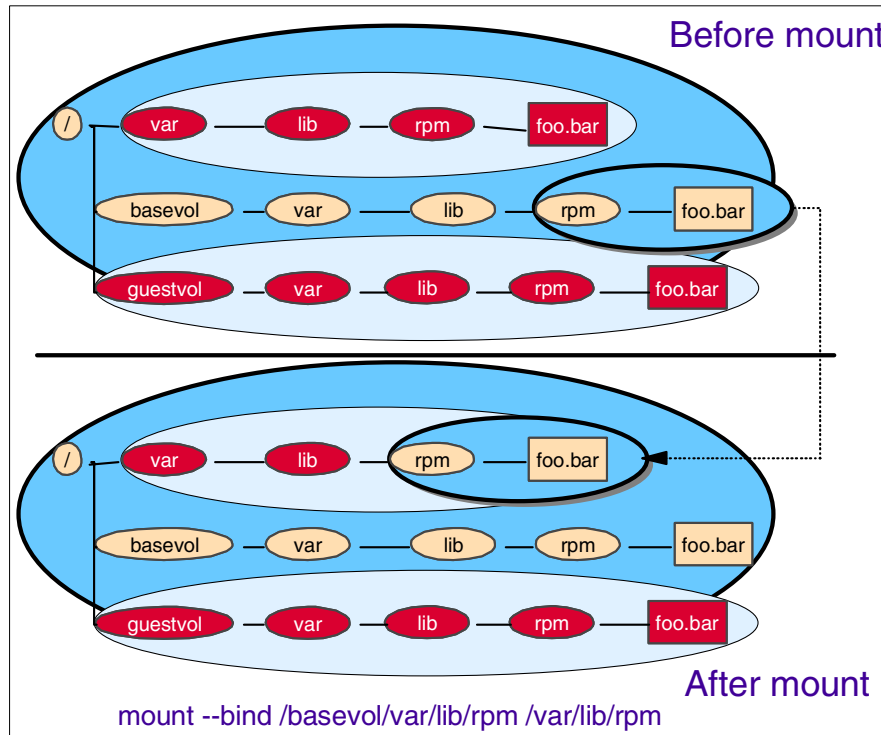 Before mount
/ var lib rpm foo.bar
basevol var lib rpm foo.bar
guestvol var lib rpm foo.bar
/ var lib rpm foo.bar
basevol var lib rpm foo.bar
guestvol var lib rpm foo.bar
After mount
mount --bind /basevol/var/lib/rpm /var/lib/rpm